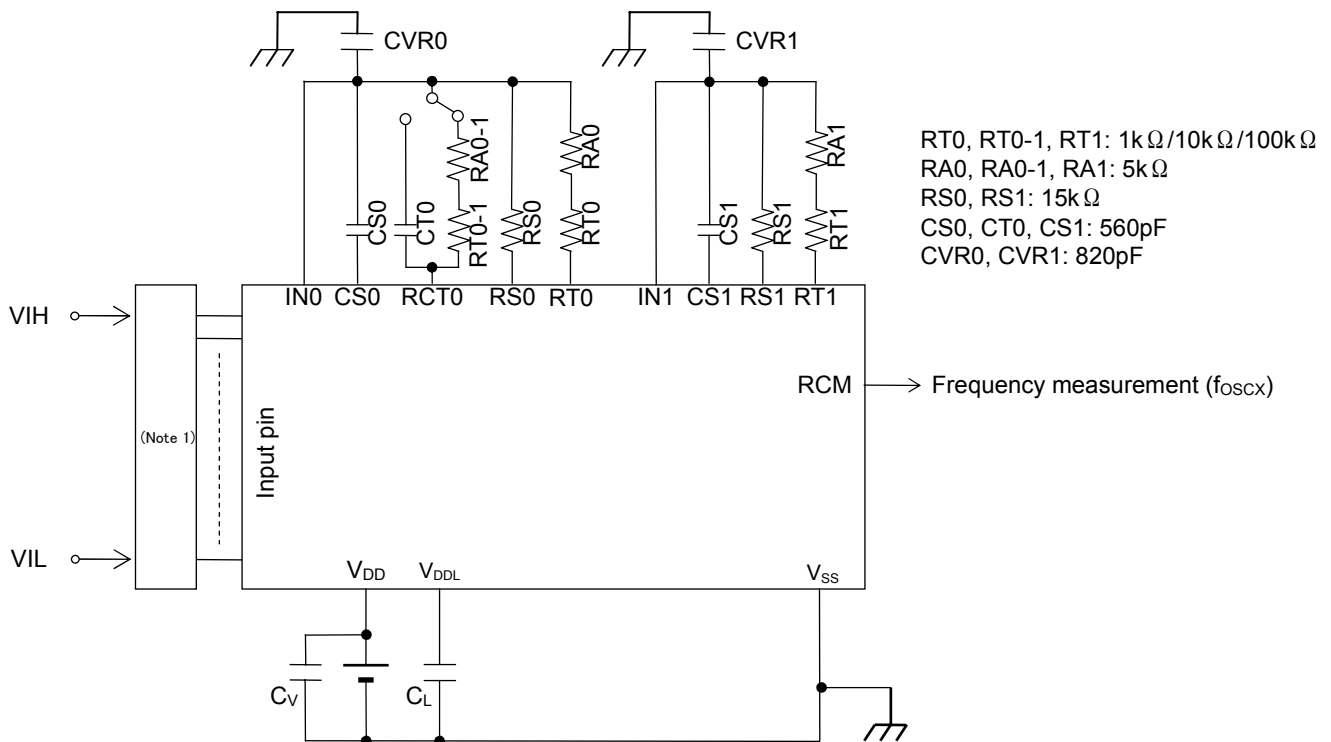 CVR0
CVR1
CS0
CT0
RA0-1
RT0-1
RS0
RA0
RT0
CS1
RS1
RA1
RT1
RT0, RT0-1, RT1: 1kΩ/10kΩ/100kΩ
RA0, RA0-1, RA1: 5kΩ
RS0, RS1: 15kΩ
CS0, CT0, CS1: 560pF
CVR0, CVR1: 820pF
IN0 CS0 RCT0 RS0 RT0
IN1 CS1 RS1 RT1
VIH
(Note 1)
VIL
Input pin
RCM
Frequency measurement (fOSCX)
VDD
VDDL
VSS
CV
CL